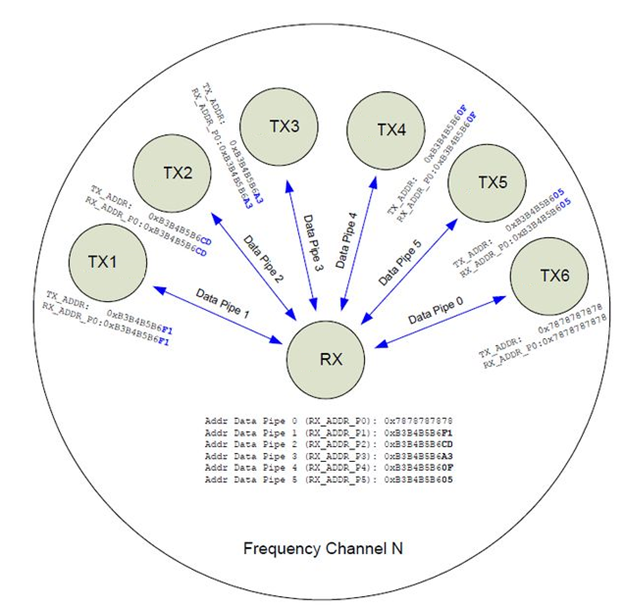 TX3
TX4
TX2
TX5
TX1
TX6
TX_ADDR: 0xB3B4B5B6F1
RX_ADDR_P0:0xB3B4B5B6F1
TX_ADDR: 0xB3B4B5B6CD
RX_ADDR_P0:0xB3B4B5B6CD
TX_ADDR: 0xB3B4B5B6A3
RX_ADDR_P0:0xB3B4B5B6A3
TX_ADDR: 0xB3B4B5B60F
RX_ADDR_P0:0xB3B4B5B60F
TX_ADDR: 0xB3B4B5B605
RX_ADDR_P0:0xB3B4B5B605
TX_ADDR: 0x7878787878
RX_ADDR_P0:0x7878787878
Data Pipe 1
Data Pipe 2
Data Pipe 3
Data Pipe 4
Data Pipe 5
Data Pipe 0
RX
Addr Data Pipe 0 (RX_ADDR_P0): 0x7878787878
Addr Data Pipe 1 (RX_ADDR_P1): 0xB3B4B5B6F1
Addr Data Pipe 2 (RX_ADDR_P2): 0xB3B4B5B6CD
Addr Data Pipe 3 (RX_ADDR_P3): 0xB3B4B5B6A3
Addr Data Pipe 4 (RX_ADDR_P4): 0xB3B4B5B60F
Addr Data Pipe 5 (RX_ADDR_P5): 0xB3B4B5B605
Frequency Channel N